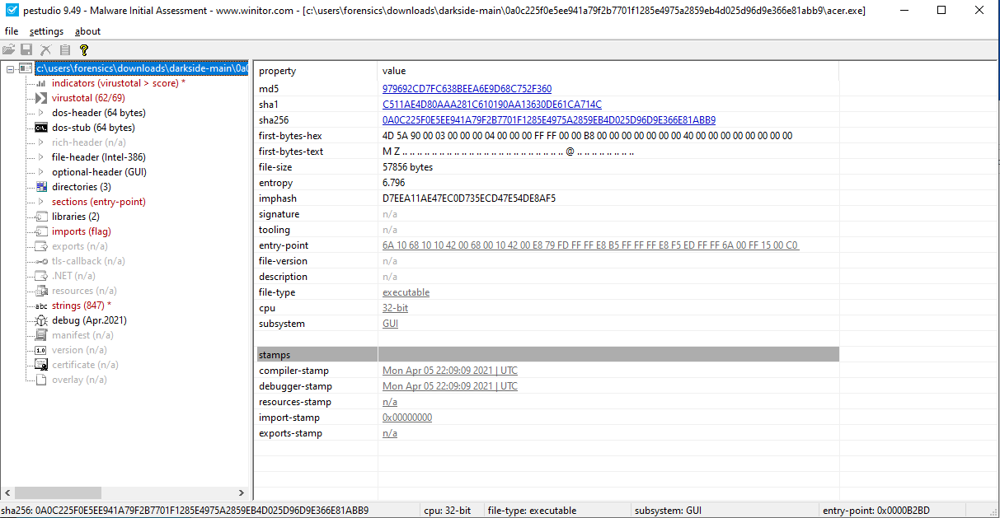 pestudio 9.49 - Malware Initial Assessment - www.winitor.com - [c:\users\forensics\downloads\darkside-main\0a0c225f0e5ee941a79f2b7701f1285e4975a2859eb4d025d96d9e366e81abb9\acer.exe]
file settings about
c:\users\forensics\downloads\darkside-main\0a0
indicators (virustotal > score) *
virustotal (62/69)
dos-header (64 bytes)
dos-stub (64 bytes)
rich-header (n/a)
file-header (Intel-386)
optional-header (GUI)
directories (3)
sections (entry-point)
libraries (2)
imports (flag)
exports (n/a)
tls-callback (n/a)
.NET (n/a)
resources (n/a)
abc strings (847) *
debug (Apr.2021)
manifest (n/a)
1.0 version (n/a)
certificate (n/a)
overlay (n/a)
property value
md5 979692CD7FC638BEEA6E9D68C752F360
sha1 C511AE4D80AAA281C610190AA13630DE61CA714C
sha256 0A0C225F0E5EE941A79F2B7701F1285E4975A2859EB4D025D96D9E366E81ABB9
first-bytes-hex 4D 5A 90 00 03 00 00 00 04 00 00 00 FF FF 00 00 B8 00 00 00 00 00 00 00 40 00 00 00 00 00 00 00
first-bytes-text M Z .. .. .. .. .. .. .. .. .. .. .. .. .. .. .. .. .. .. .. .. .. .. @ .. .. .. .. .. .. ..
file-size 57856 bytes
entropy 6.796
imphash D7EEA11AE47EC0D735ECD47E54DE8AF5
signature n/a
tooling n/a
entry-point 6A 10 68 10 10 42 00 68 00 10 42 00 E8 79 FD FF FF E8 B5 FF FF FF E8 F5 ED FF FF 6A 00 FF 15 00 C0
file-version n/a
description n/a
file-type executable
cpu 32-bit
subsystem GUI
stamps
compiler-stamp Mon Apr 05 22:09:09 2021 | UTC
debugger-stamp Mon Apr 05 22:09:09 2021 | UTC
resources-stamp n/a
import-stamp 0x00000000
exports-stamp n/a
sha256: 0A0C225F0E5EE941A79F2B7701F1285E4975A2859EB4D025D96D9E366E81ABB9 cpu: 32-bit file-type: executable subsystem: GUI entry-point: 0x0000B2BD